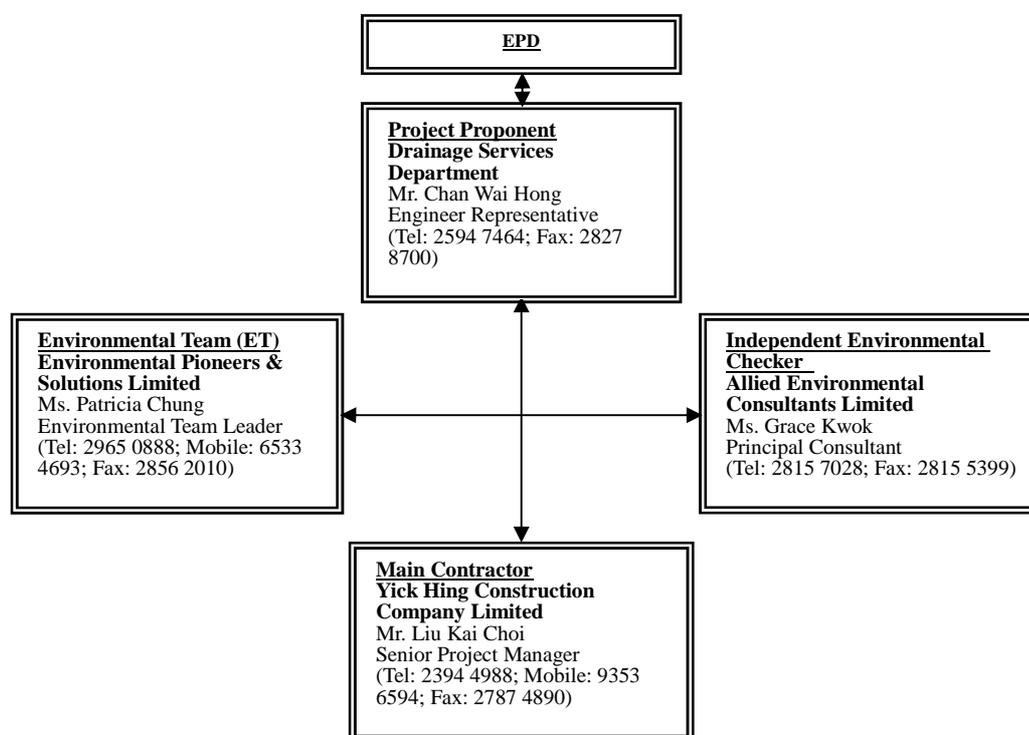 EPD
Project Proponent
Drainage Services
Department
Mr. Chan Wai Hong
Engineer Representative
(Tel: 2594 7464; Fax: 2827
8700)
Environmental Team (ET)
Environmental Pioneers &
Solutions Limited
Ms. Patricia Chung
Environmental Team Leader
(Tel: 2965 0888; Mobile: 6533
4693; Fax: 2856 2010)
Independent Environmental
Checker
Allied Environmental
Consultants Limited
Ms. Grace Kwok
Principal Consultant
(Tel: 2815 7028; Fax: 2815 5399)
Main Contractor
Yick Hing Construction
Company Limited
Mr. Liu Kai Choi
Senior Project Manager
(Tel: 2394 4988; Mobile: 9353
6594; Fax: 2787 4890)